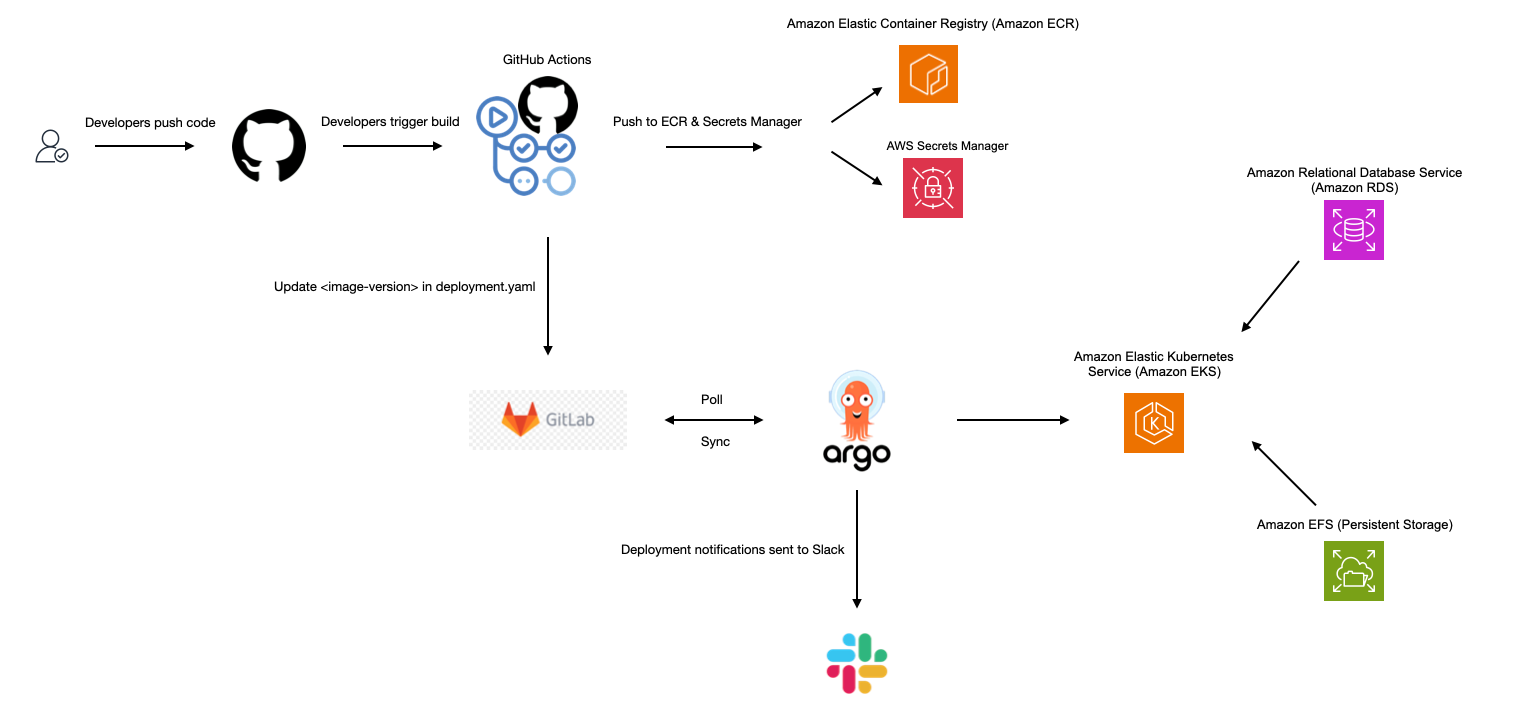 Amazon Elastic Container Registry (Amazon ECR)
GitHub Actions
Developers push code
Developers trigger build
Push to ECR & Secrets Manager
AWS Secrets Manager
Amazon Relational Database Service
(Amazon RDS)
Update <image-version> in deployment.yaml
Amazon Elastic Kubernetes
Service (Amazon EKS)
GitLab
Poll
Sync
argo
K
Amazon EFS (Persistent Storage)
Deployment notifications sent to Slack